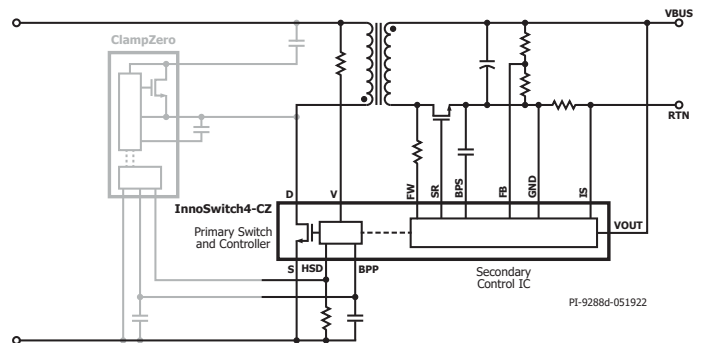 VBUS
ClampZero
RTN
FW
SR
BPS
FB
GND
IS
D
V
InnoSwitch4-CZ
VOUT
Primary Switch
and Controller
S
HSD
BPP
Secondary
Control IC
PI-9288d-051922